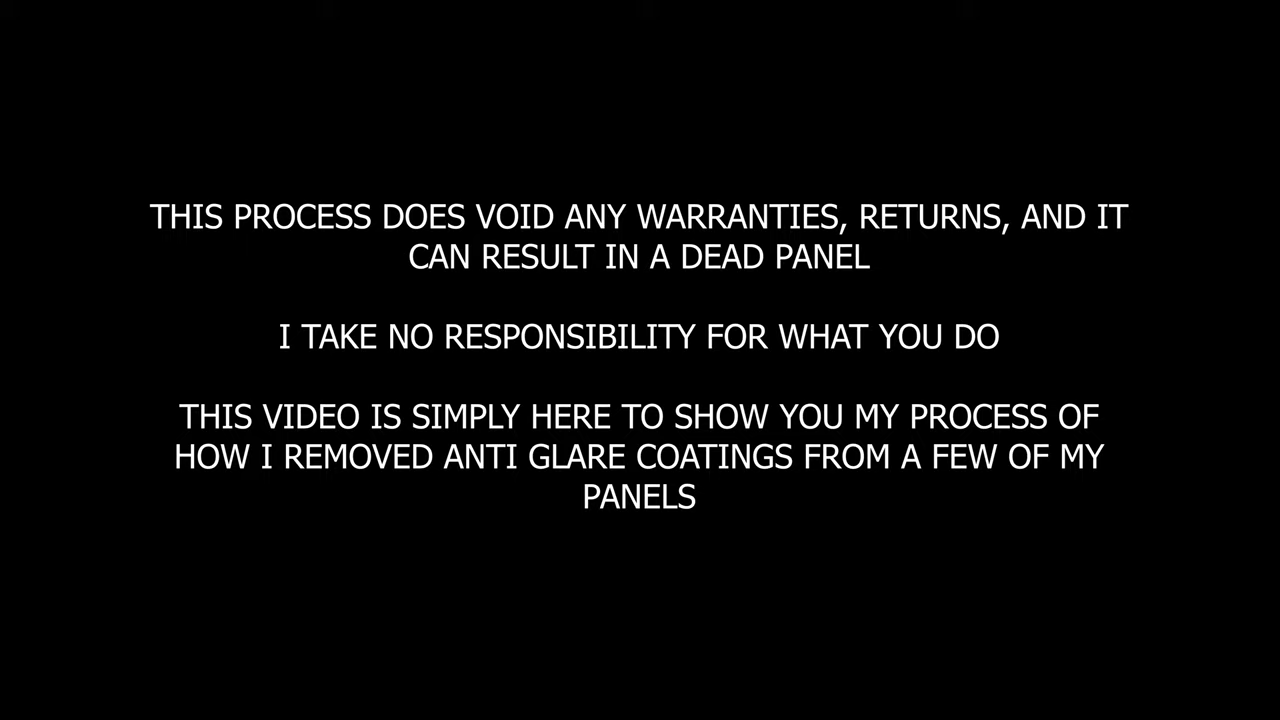 THIS PROCESS DOES VOID ANY WARRANTIES, RETURNS, AND IT
CAN RESULT IN A DEAD PANEL
I TAKE NO RESPONSIBILITY FOR WHAT YOU DO
THIS VIDEO IS SIMPLY HERE TO SHOW YOU MY PROCESS OF
HOW I REMOVED ANTI GLARE COATINGS FROM A FEW OF MY
PANELS